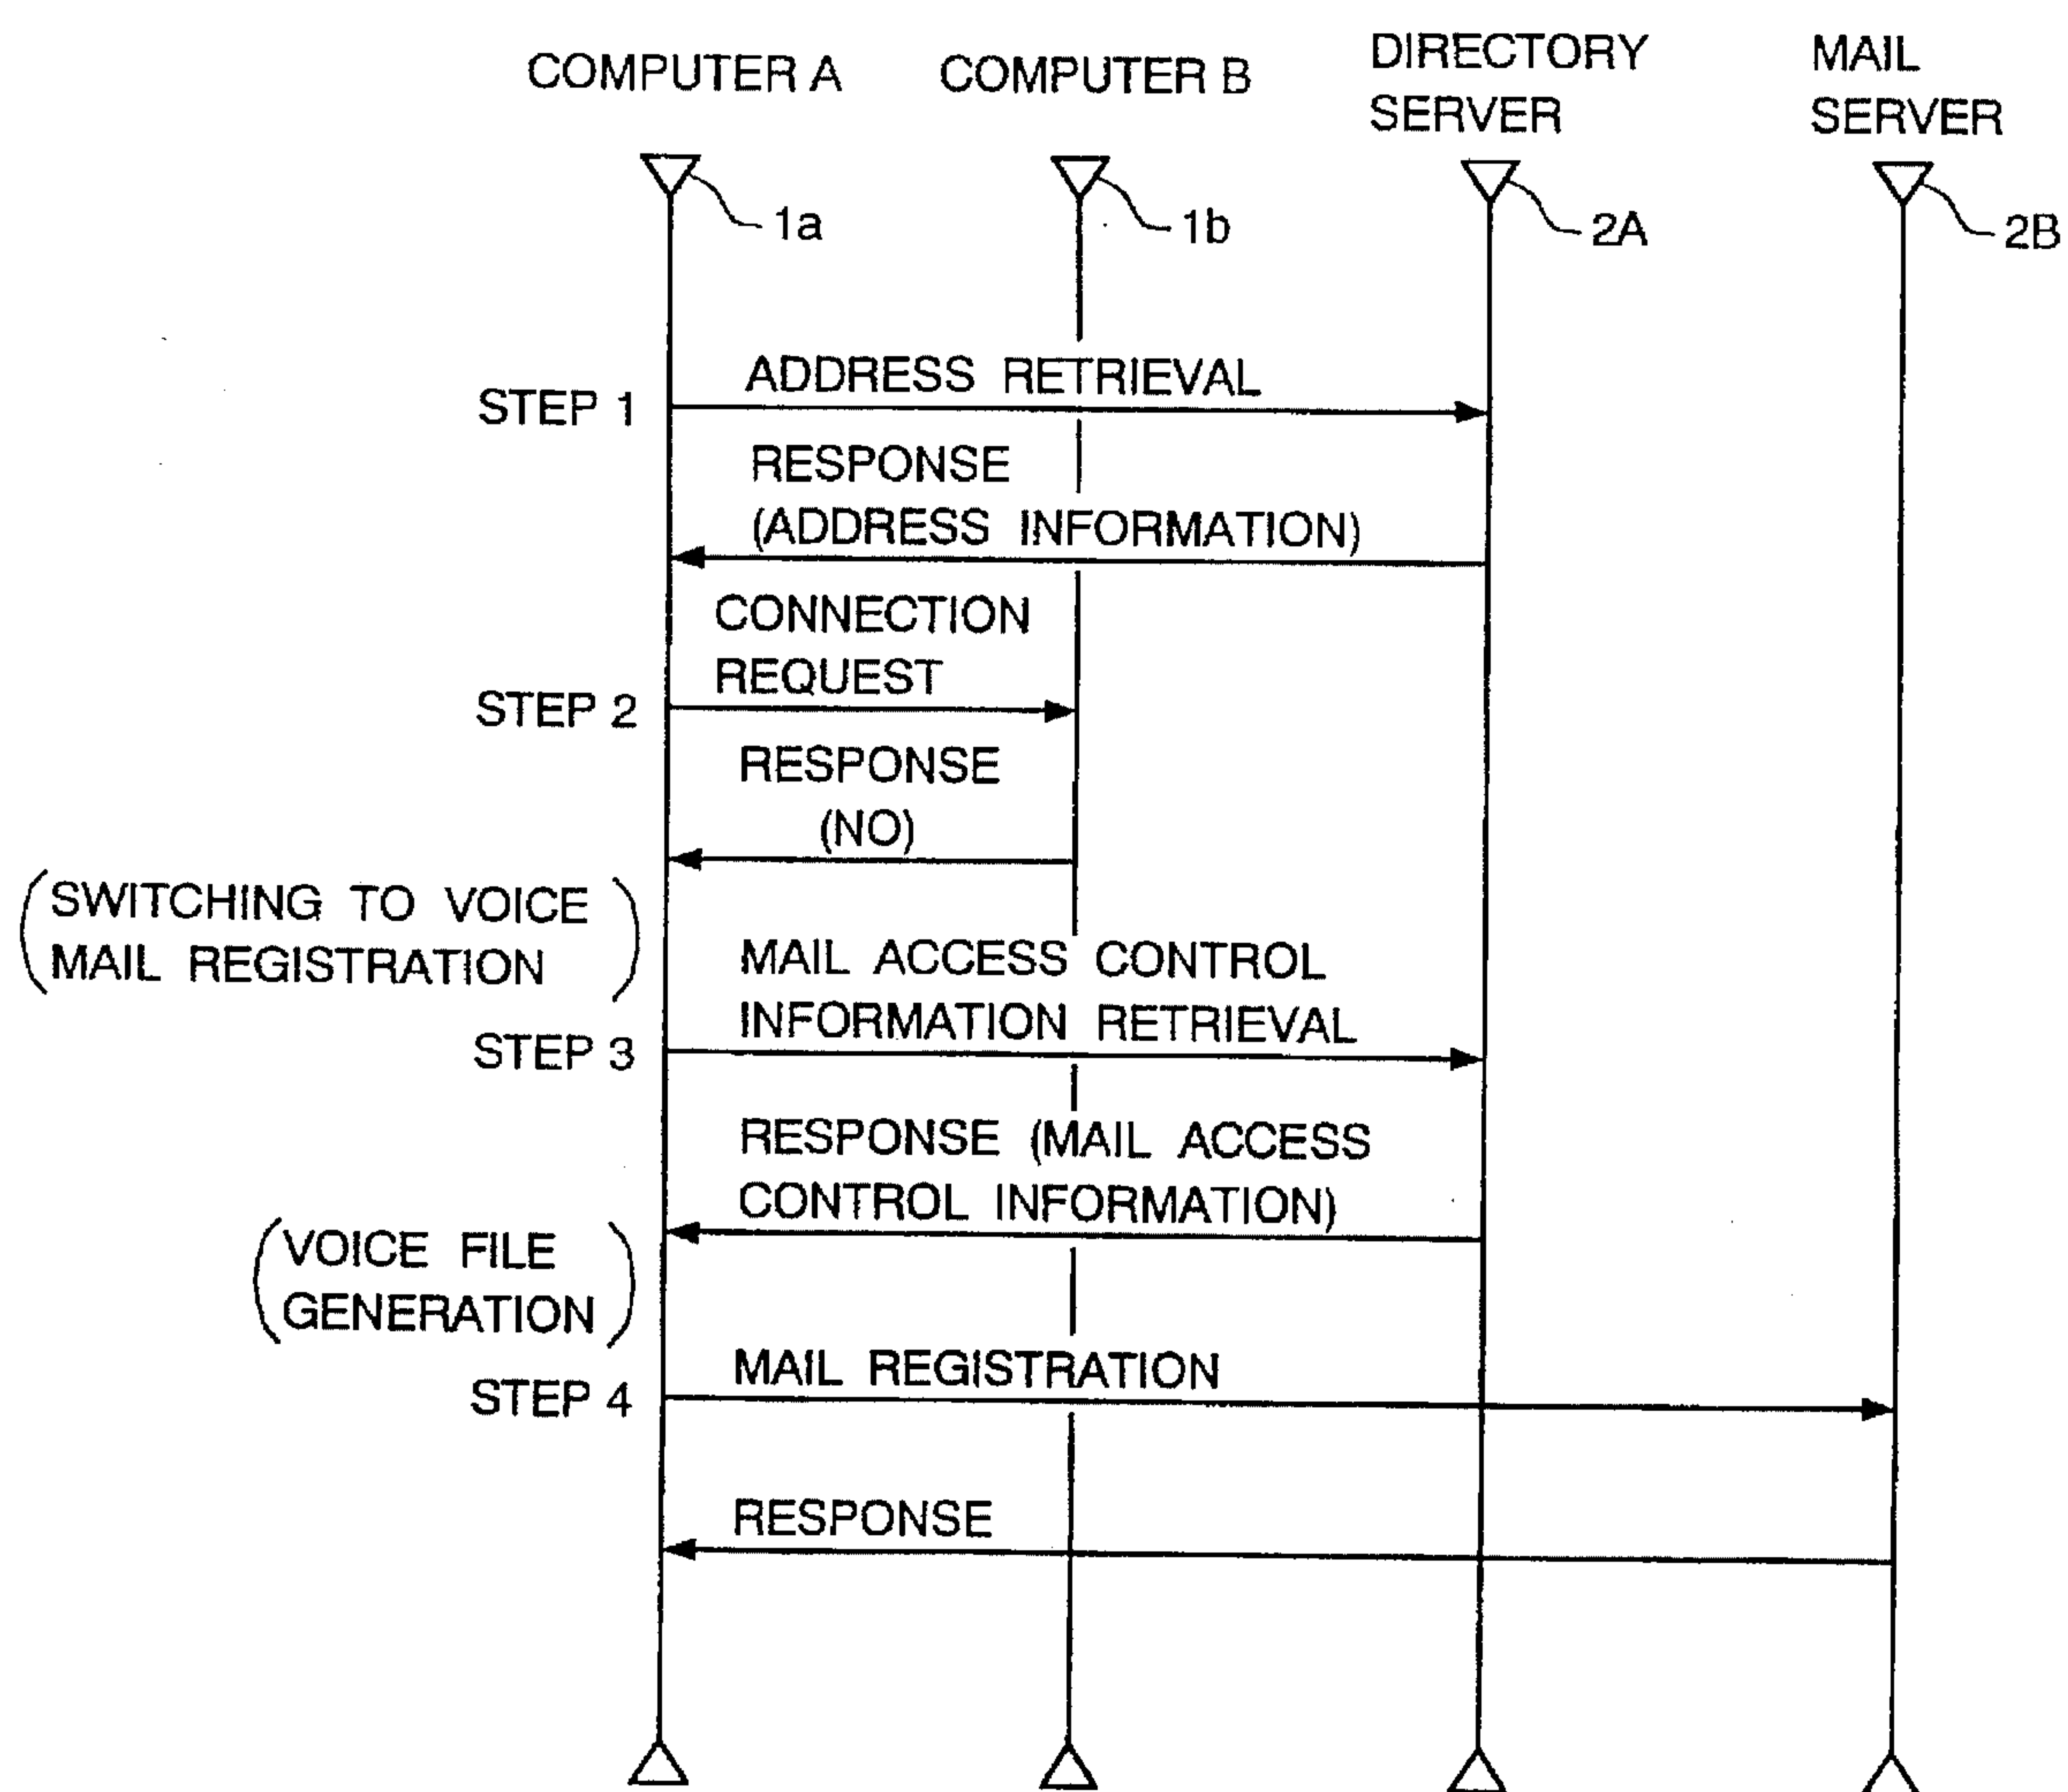 COMPUTER A
COMPUTER B
DIRECTORY
SERVER
MAIL
SERVER
1a
1b
2A
2B
ADDRESS RETRIEVAL
STEP 1
RESPONSE
(ADDRESS INFORMATION)
CONNECTION
REQUEST
STEP 2
RESPONSE
(NO)
(SWITCHING TO VOICE
MAIL REGISTRATION)
MAIL ACCESS CONTROL
INFORMATION RETRIEVAL
STEP 3
RESPONSE (MAIL ACCESS
CONTROL INFORMATION)
(VOICE FILE
GENERATION)
MAIL REGISTRATION
STEP 4
RESPONSE